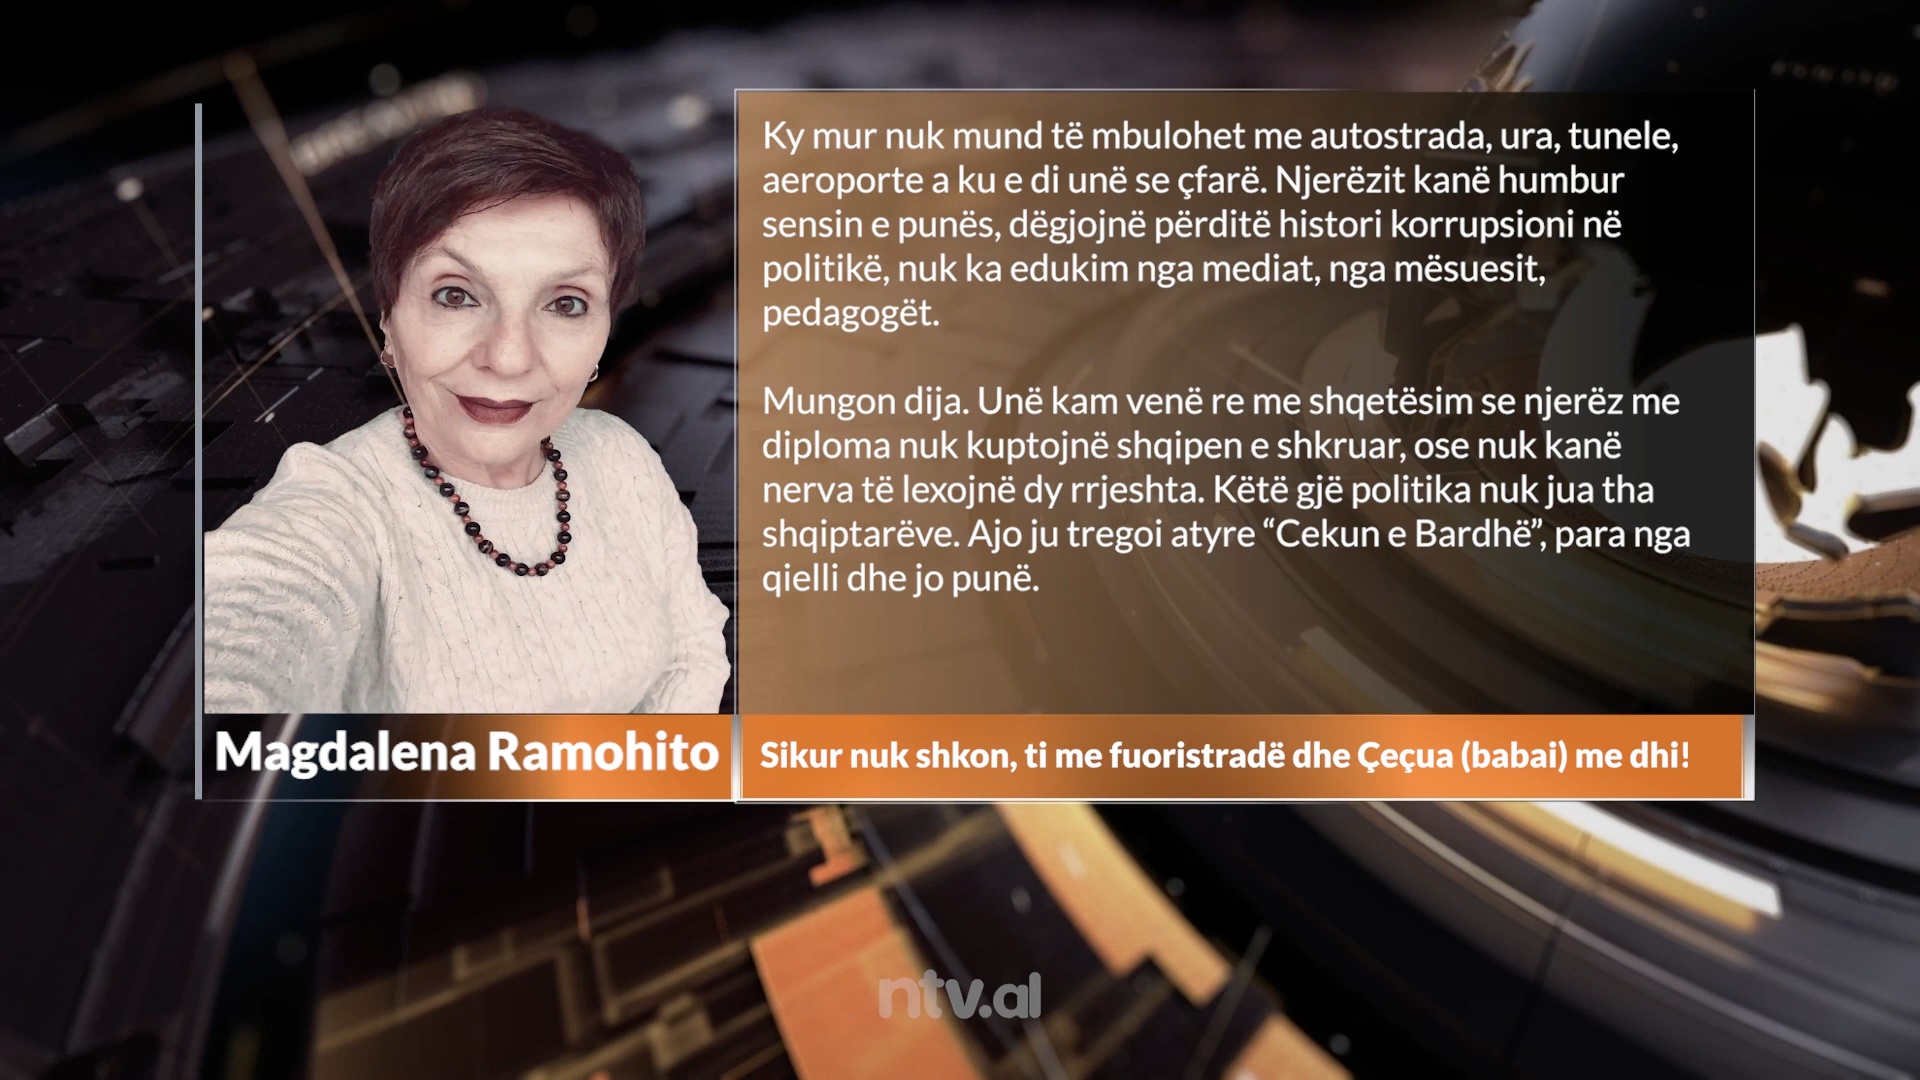 Ky mur nuk mund të mbulohet me autostrada, ura, tunele,
aeroporte a ku e di unë se çfarë. Njerëzit kanë humbur
sensin e punës, dëgjojnë përditë histori korrupsioni në
politikë, nuk ka edukim nga mediat, nga mësuesit,
pedagogët.
Mungon dija. Unë kam venë re me shqetësim se njerëz me
diploma nuk kuptojnë shqipen e shkruar, ose nuk kanë
nerva të lexojnë dy rrjeshta. Këtë gjë politika nuk jua tha
shqiptarëve. Ajo ju tregoi atyre “Cekun e Bardhë”, para nga
qielli dhe jo punë.
Magdalena Ramohito
Sikur nuk shkon, ti me fuoristradë dhe Çeçua (babai) me dhi!
ntv.al